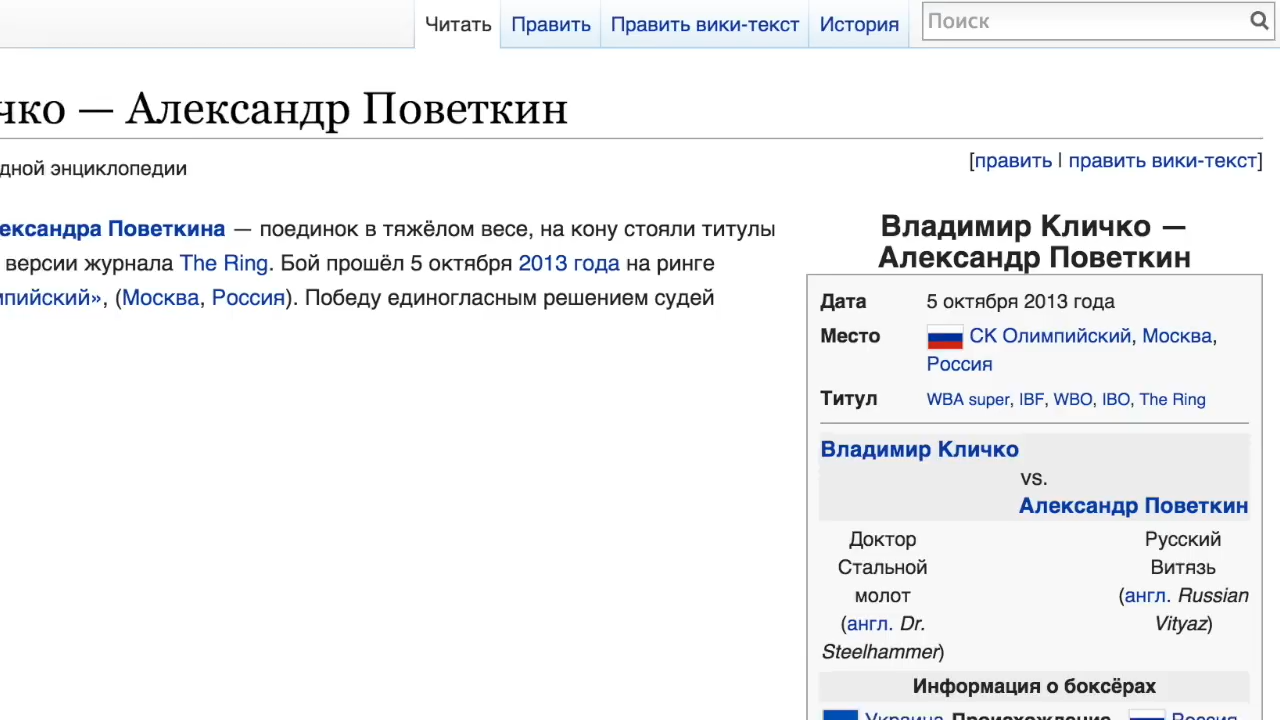 Читать Править Править вики-текст История Поиск
чко — Александр Поветкин
[править | править вики-текст]
дной энциклопедии
ександра Поветкина — поединок в тяжёлом весе, на кону стояли титулы
версии журнала The Ring. Бой прошёл 5 октября 2013 года на ринге
мпийский», (Москва, Россия). Победу единогласным решением судей
Владимир Кличко —
Александр Поветкин
Дата 5 октября 2013 года
Место СК Олимпийский, Москва,
Россия
Титул WBA super, IBF, WBO, IBO, The Ring
Владимир Кличко
vs.
Александр Поветкин
Доктор Русский
Стальной Витязь
молот (англ. Russian
(англ. Dr. Vityaz)
Steelhammer)
Информация о боксёрах
Украина Происхождение Россия